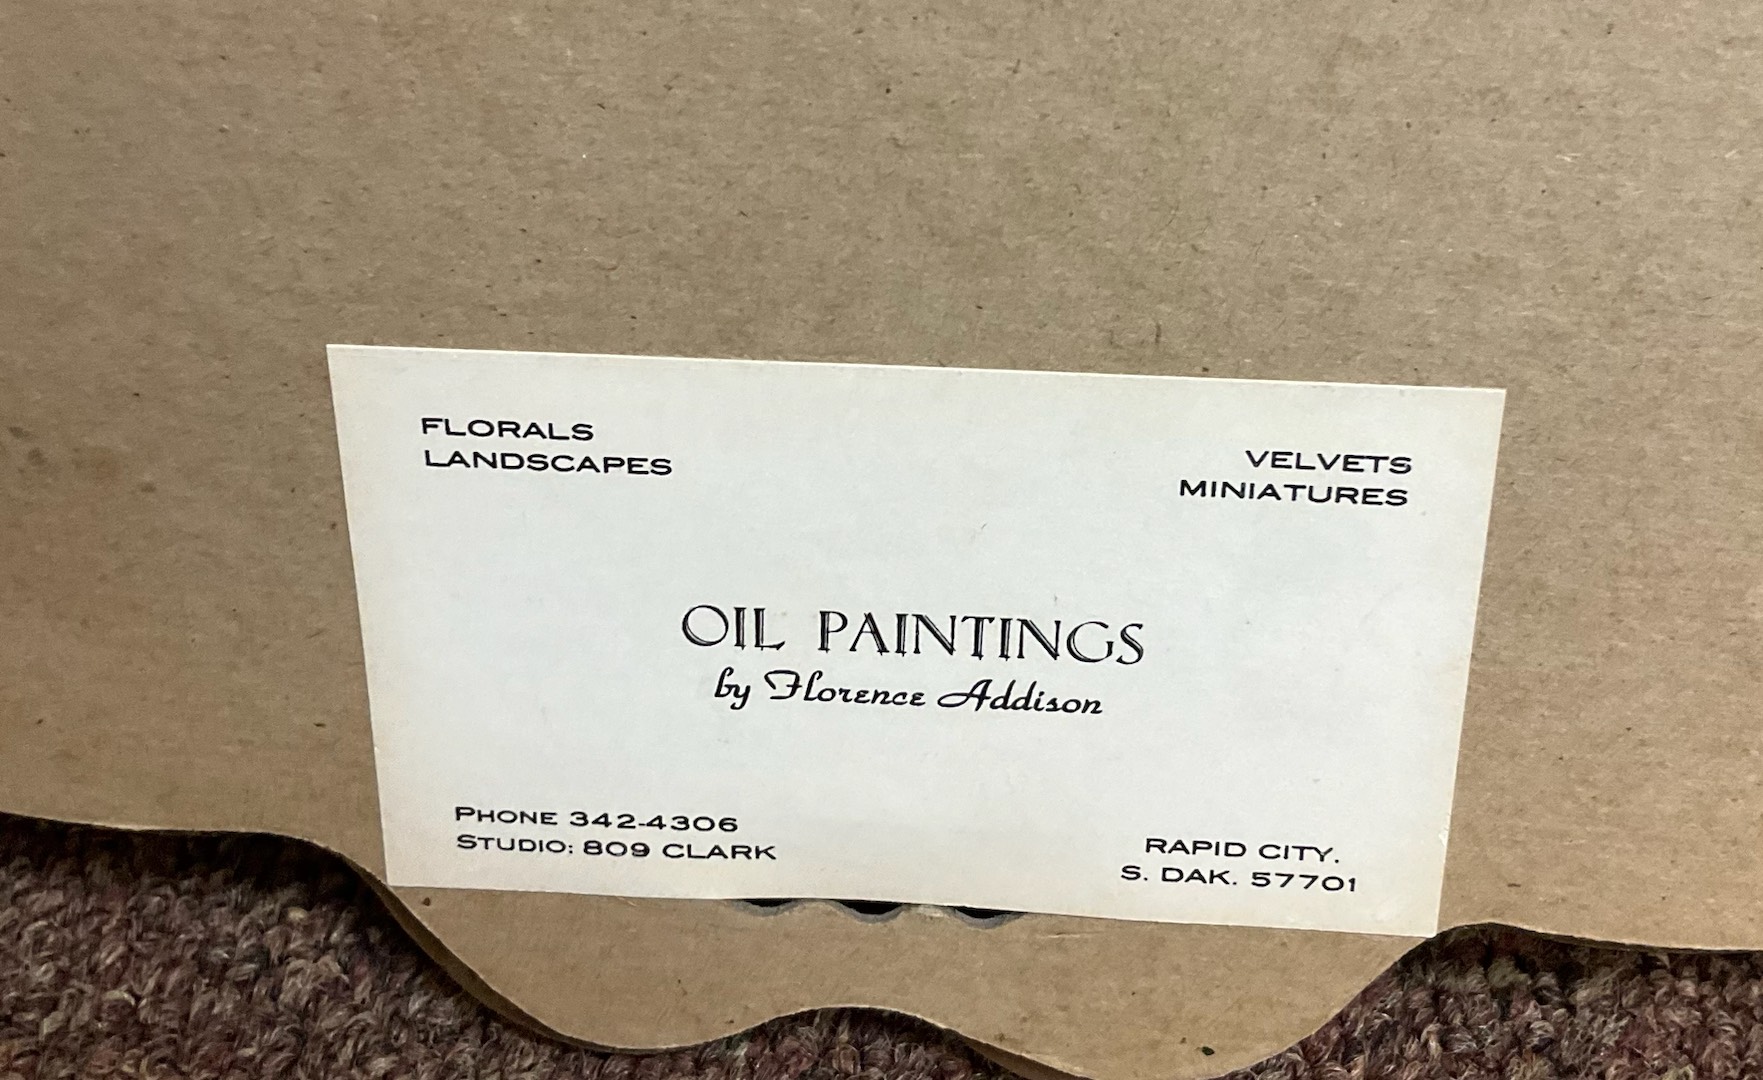 FLORALS
LANDSCAPES
VELVETS
MINIATURES
OIL PAINTINGS
by Florence Addison
PHONE 342-4306
STUDIO: 809 CLARK
RAPID CITY.
S. DAK. 57701